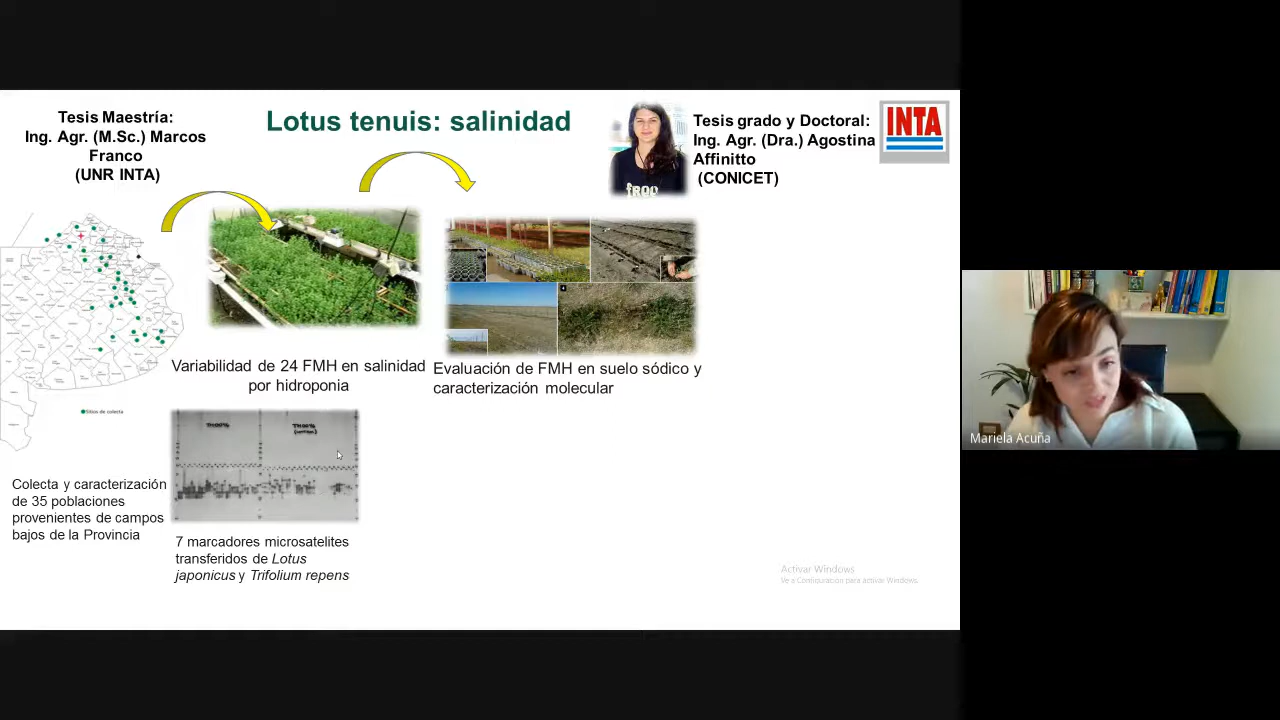 Tesis Maestría:
Ing. Agr. (M.Sc.) Marcos
Franco
(UNR INTA)
Lotus tenuis: salinidad
Tesis grado y Doctoral:
Ing. Agr. (Dra.) Agostina
Affinitto
(CONICET)
INTA
Variabilidad de 24 FMH en salinidad
por hidroponia
Evaluación de FMH en suelo sódico y
caracterización molecular
Sitios de colecta
Colecta y caracterización
de 35 poblaciones
provenientes de campos
bajos de la Provincia
7 marcadores microsatelites
transferidos de Lotus
japonicus y Trifolium repens
Activar Windows
Ve a Configuración para activar Windows.
Mariela Acuña